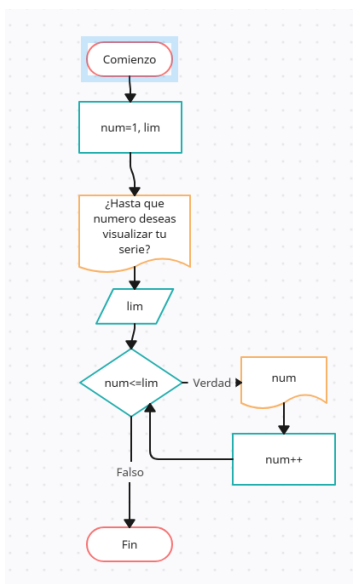 Comienzo
num=1, lim
¿Hasta que
numero deseas
visualizar tu
serie?
lim
num<=lim
Verdad
num
num++
Falso
Fin